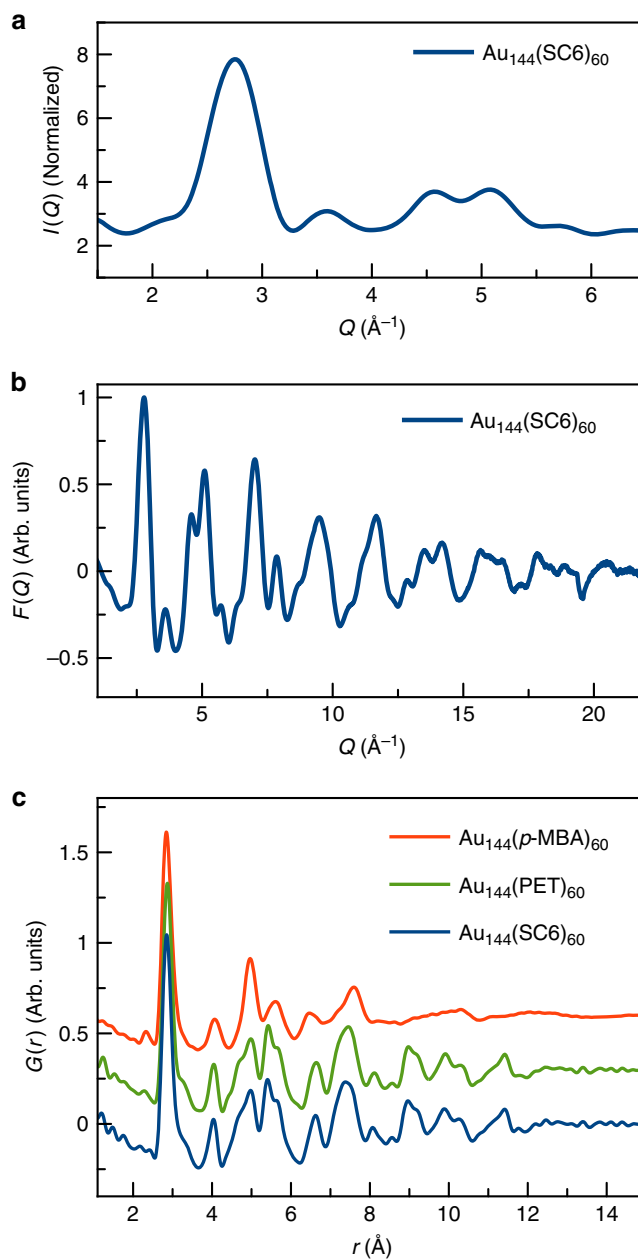 a
Au₁₄₄(SC6)₆₀
8
6
4
2
I(Q) (Normalized)
2 3 4 5 6
Q (Å⁻¹)
b
Au₁₄₄(SC6)₆₀
1
0.5
0
−0.5
F(Q) (Arb. units)
5 10 15 20
Q (Å⁻¹)
c
Au₁₄₄(p-MBA)₆₀
Au₁₄₄(PET)₆₀
Au₁₄₄(SC6)₆₀
1.5
1
0.5
0
G(r) (Arb. units)
2 4 6 8 10 12 14
r (Å)